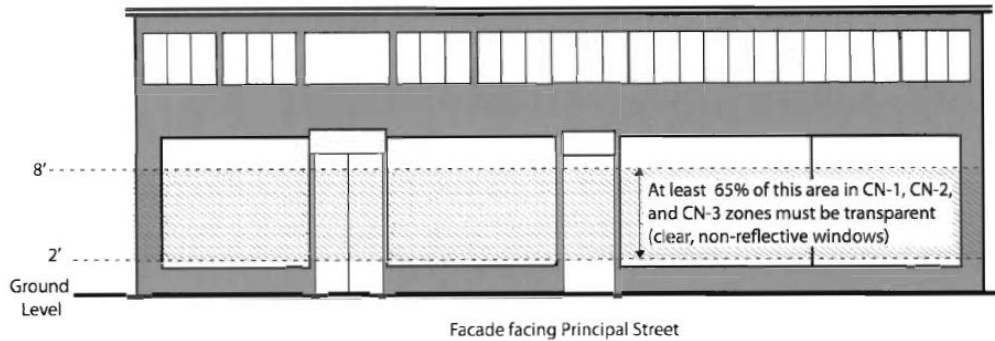 8'
At least 65% of this area in CN-1, CN-2,
and CN-3 zones must be transparent
(clear, non-reflective windows)
2'
Ground
Level
Facade facing Principal Street